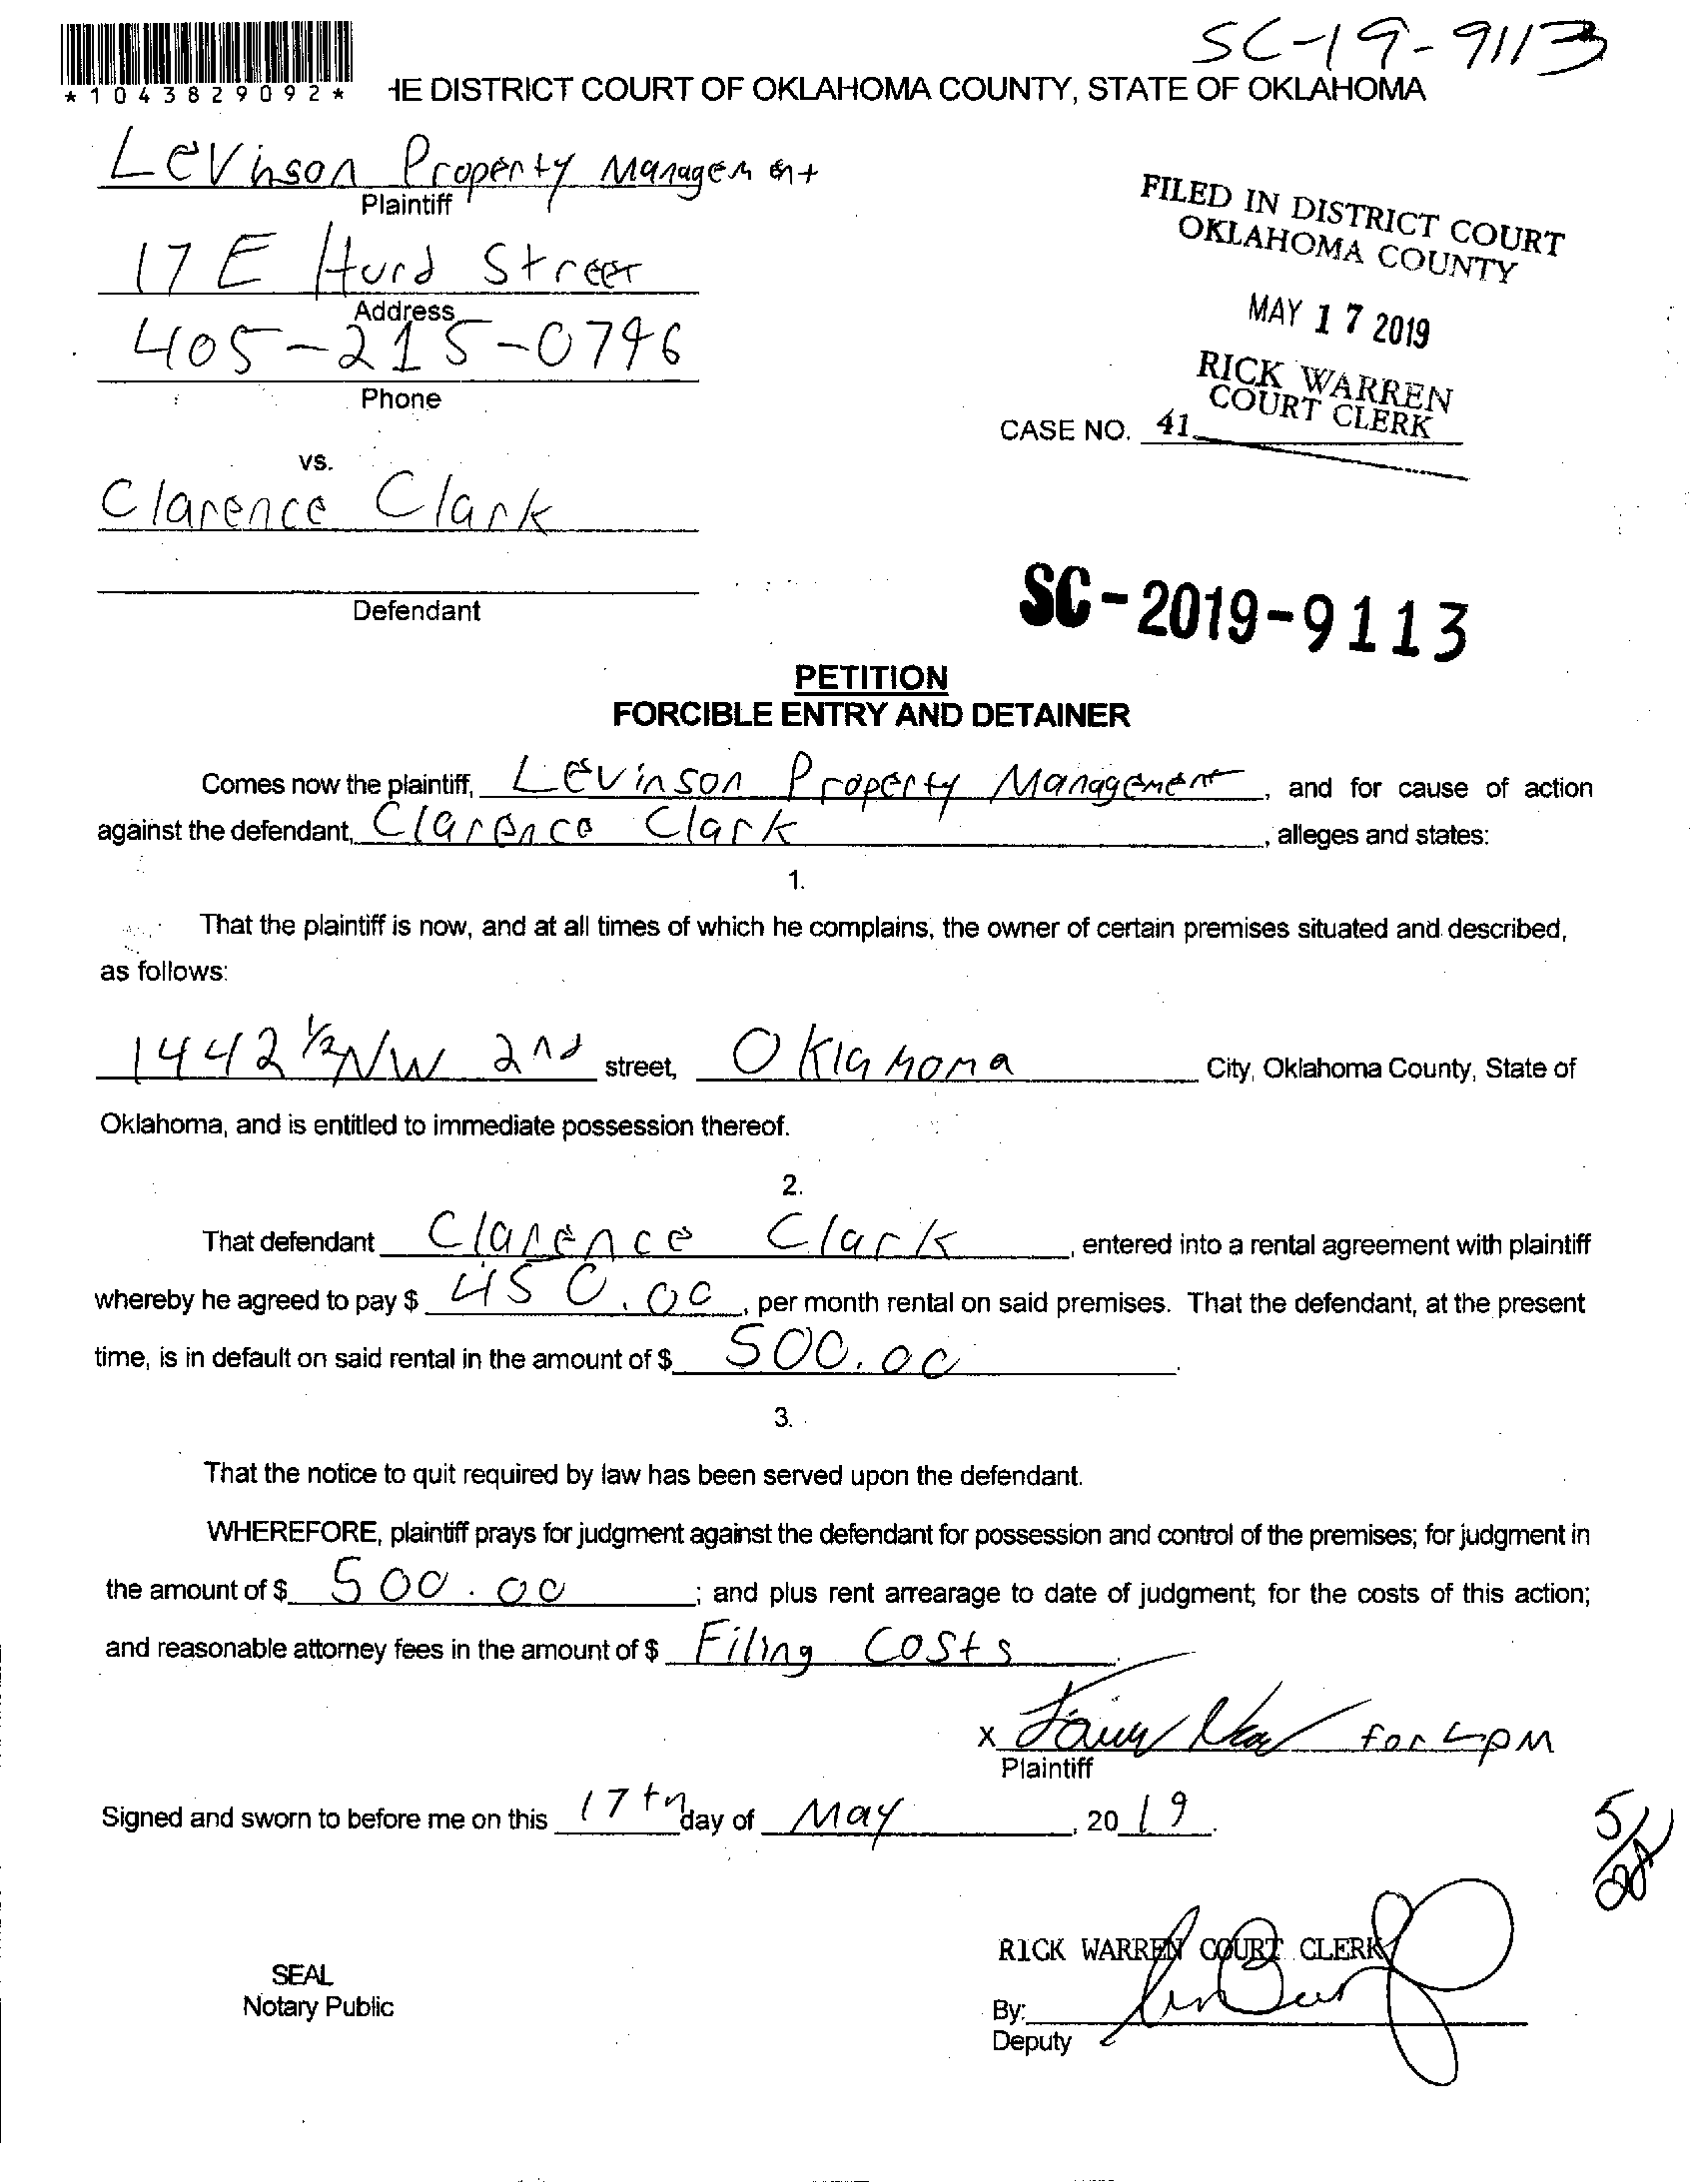 SC-19-9113
*1043829092*
HE DISTRICT COURT OF OKLAHOMA COUNTY, STATE OF OKLAHOMA
Levinson Property Management
Plaintiff
17 E Hurd Street
Address
405-215-0746
Phone
FILED IN DISTRICT COURT
OKLAHOMA COUNTY
MAY 17 2019
RICK WARREN
COURT CLERK
CASE NO. 41
vs.
Clarence Clark
Defendant
SC-2019-9113
PETITION
FORCIBLE ENTRY AND DETAINER
Comes now the plaintiff, Levinson Property Management, and for cause of action
against the defendant, Clarence Clark, alleges and states:
1.
That the plaintiff is now, and at all times of which he complains, the owner of certain premises situated and described,
as follows:
1442 1/2 NW 2nd street, Oklahoma City, Oklahoma County, State of
Oklahoma, and is entitled to immediate possession thereof.
2.
That defendant Clarence Clark, entered into a rental agreement with plaintiff
whereby he agreed to pay $ 450.00, per month rental on said premises. That the defendant, at the present
time, is in default on said rental in the amount of $ 500.00.
3.
That the notice to quit required by law has been served upon the defendant.
WHEREFORE, plaintiff prays for judgment against the defendant for possession and control of the premises; for judgment in
the amount of $ 500.00; and plus rent arrearage to date of judgment; for the costs of this action;
and reasonable attorney fees in the amount of $ Filing Costs.
X for LPM
Plaintiff
Signed and sworn to before me on this 17th day of May, 2019.
5/28
RICK WARREN COURT CLERK
SEAL
Notary Public
By:
Deputy